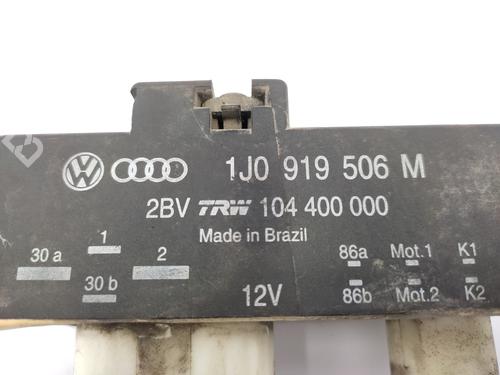 1J0 919 506 M
2BV TRW 104 400 000
Made in Brazil
30 a 1 2 86a Mot.1 K1
30 b 12V 86b Mot.2 K2